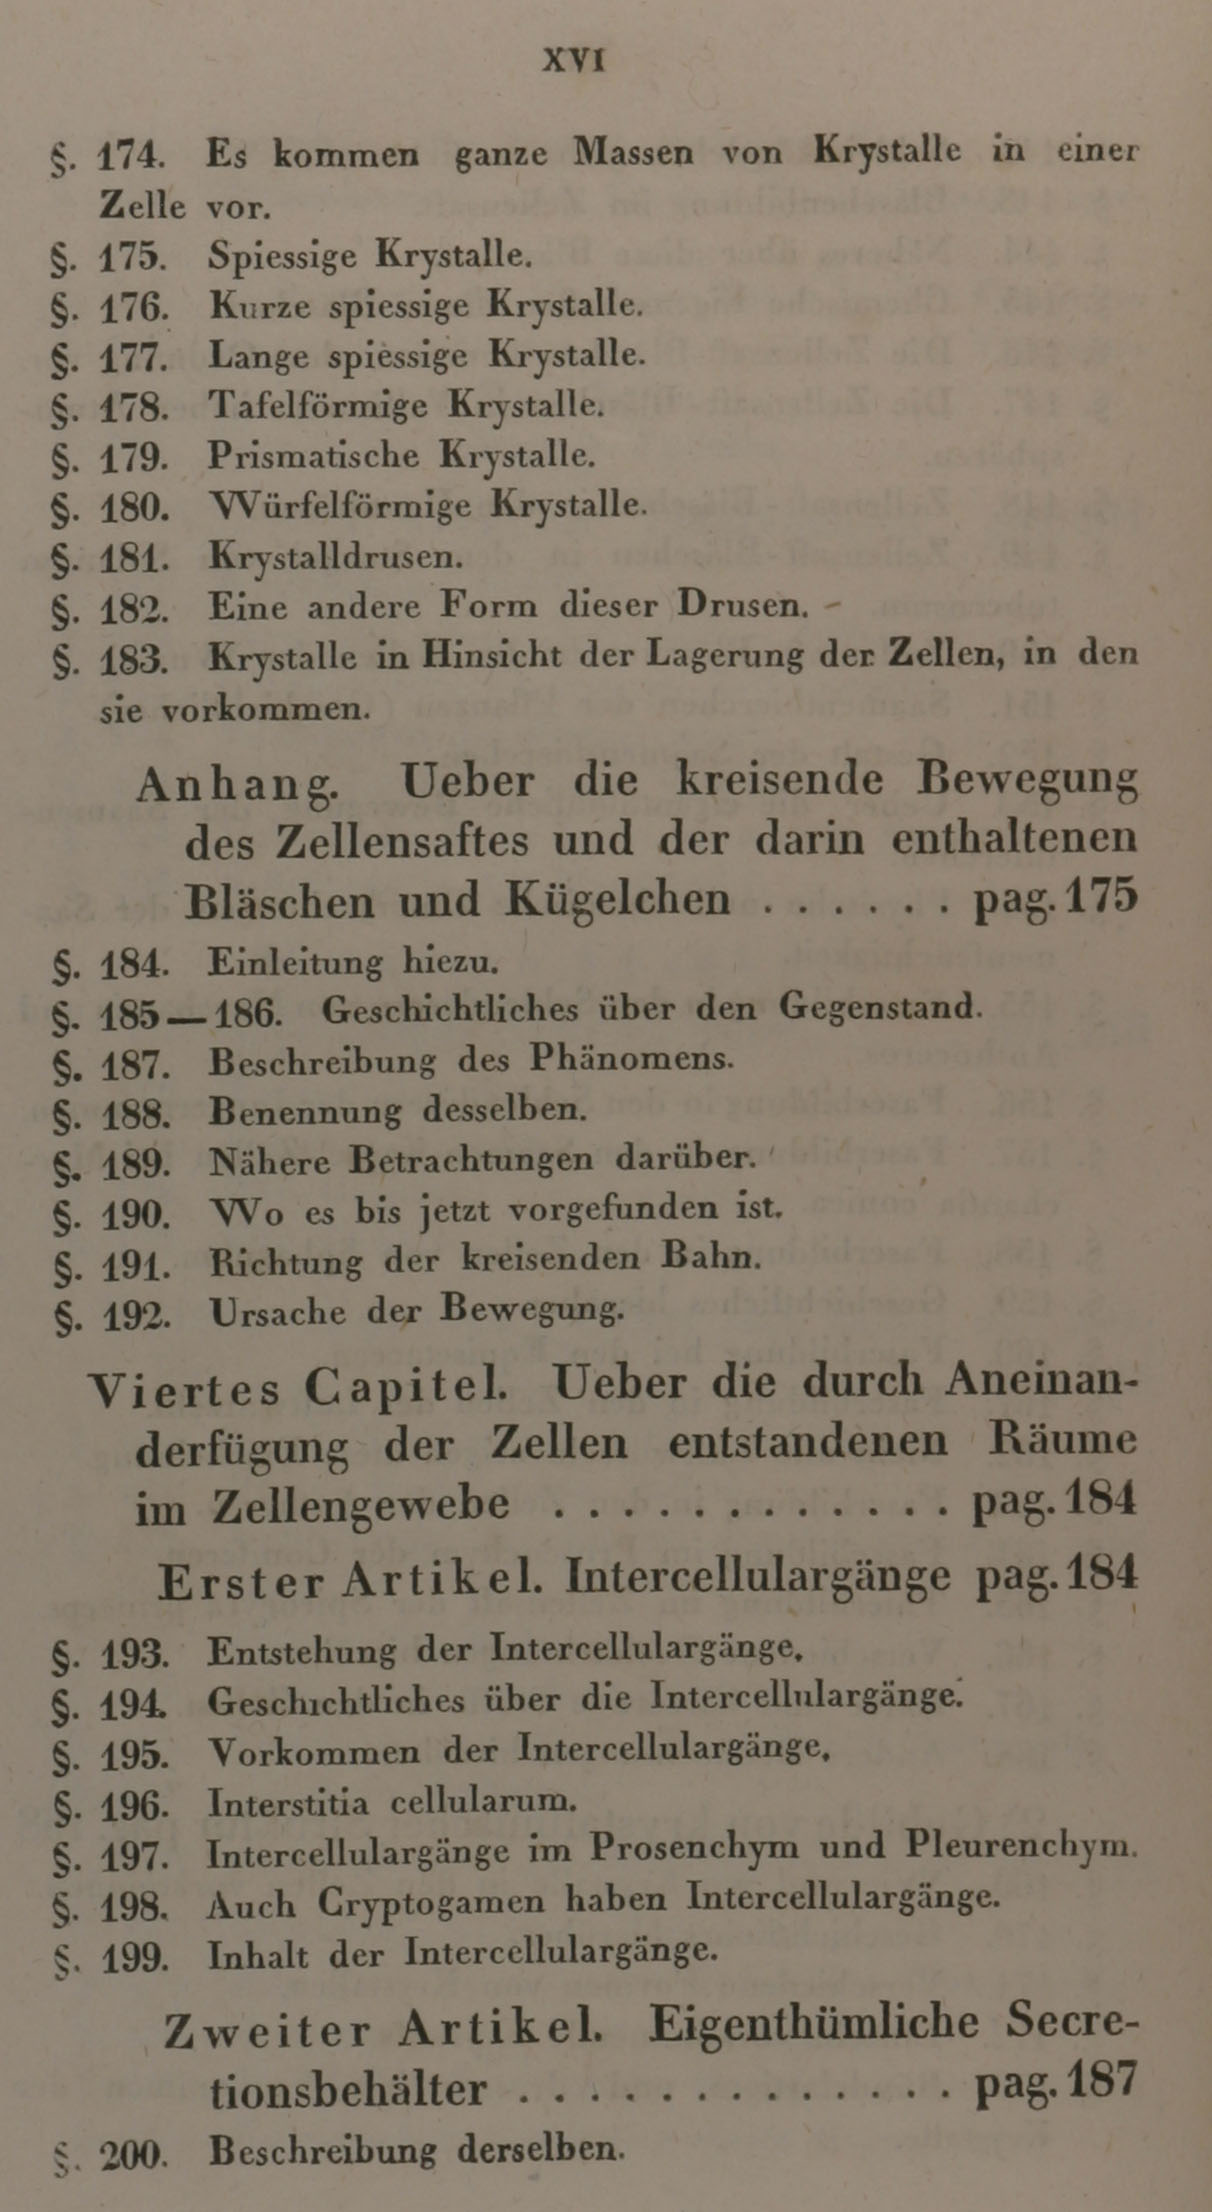 XVI
§. 174. Es kommen ganze Massen von Krystalle in einer
Zelle vor.
§. 175. Spiessige Krystalle.
§. 176. Kurze spiessige Krystalle.
§. 177. Lange spiessige Krystalle.
§. 178. Tafelförmige Krystalle.
§. 179. Prismatische Krystalle.
§. 180. Würfelförmige Krystalle.
§. 181. Krystalldrusen.
§. 182. Eine andere Form dieser Drusen.
§. 183. Krystalle in Hinsicht der Lagerung der Zellen, in den
sie vorkommen.
Anhang. Ueber die kreisende Bewegung
des Zellensaftes und der darin enthaltenen
Bläschen und Kügelchen . . . . . . pag. 175
§. 184. Einleitung hiezu.
§. 185—186. Geschichtliches über den Gegenstand.
§. 187. Beschreibung des Phänomens.
§. 188. Benennung desselben.
§. 189. Nähere Betrachtungen darüber.
§. 190. Wo es bis jetzt vorgefunden ist.
§. 191. Richtung der kreisenden Bahn.
§. 192. Ursache der Bewegung.
Viertes Capitel. Ueber die durch Aneinan-
derfügung der Zellen entstandenen Räume
im Zellengewebe . . . . . . . . . . . . pag. 184
Erster Artikel. Intercellulargänge pag. 184
§. 193. Entstehung der Intercellulargänge.
§. 194. Geschichtliches über die Intercellulargänge.
§. 195. Vorkommen der Intercellulargänge.
§. 196. Interstitia cellularum.
§. 197. Intercellulargänge im Prosenchym und Pleurenchym.
§. 198. Auch Cryptogamen haben Intercellulargänge.
§. 199. Inhalt der Intercellulargänge.
Zweiter Artikel. Eigenthümliche Secre-
tionsbehälter . . . . . . . . . . . . . pag. 187
§. 200. Beschreibung derselben.